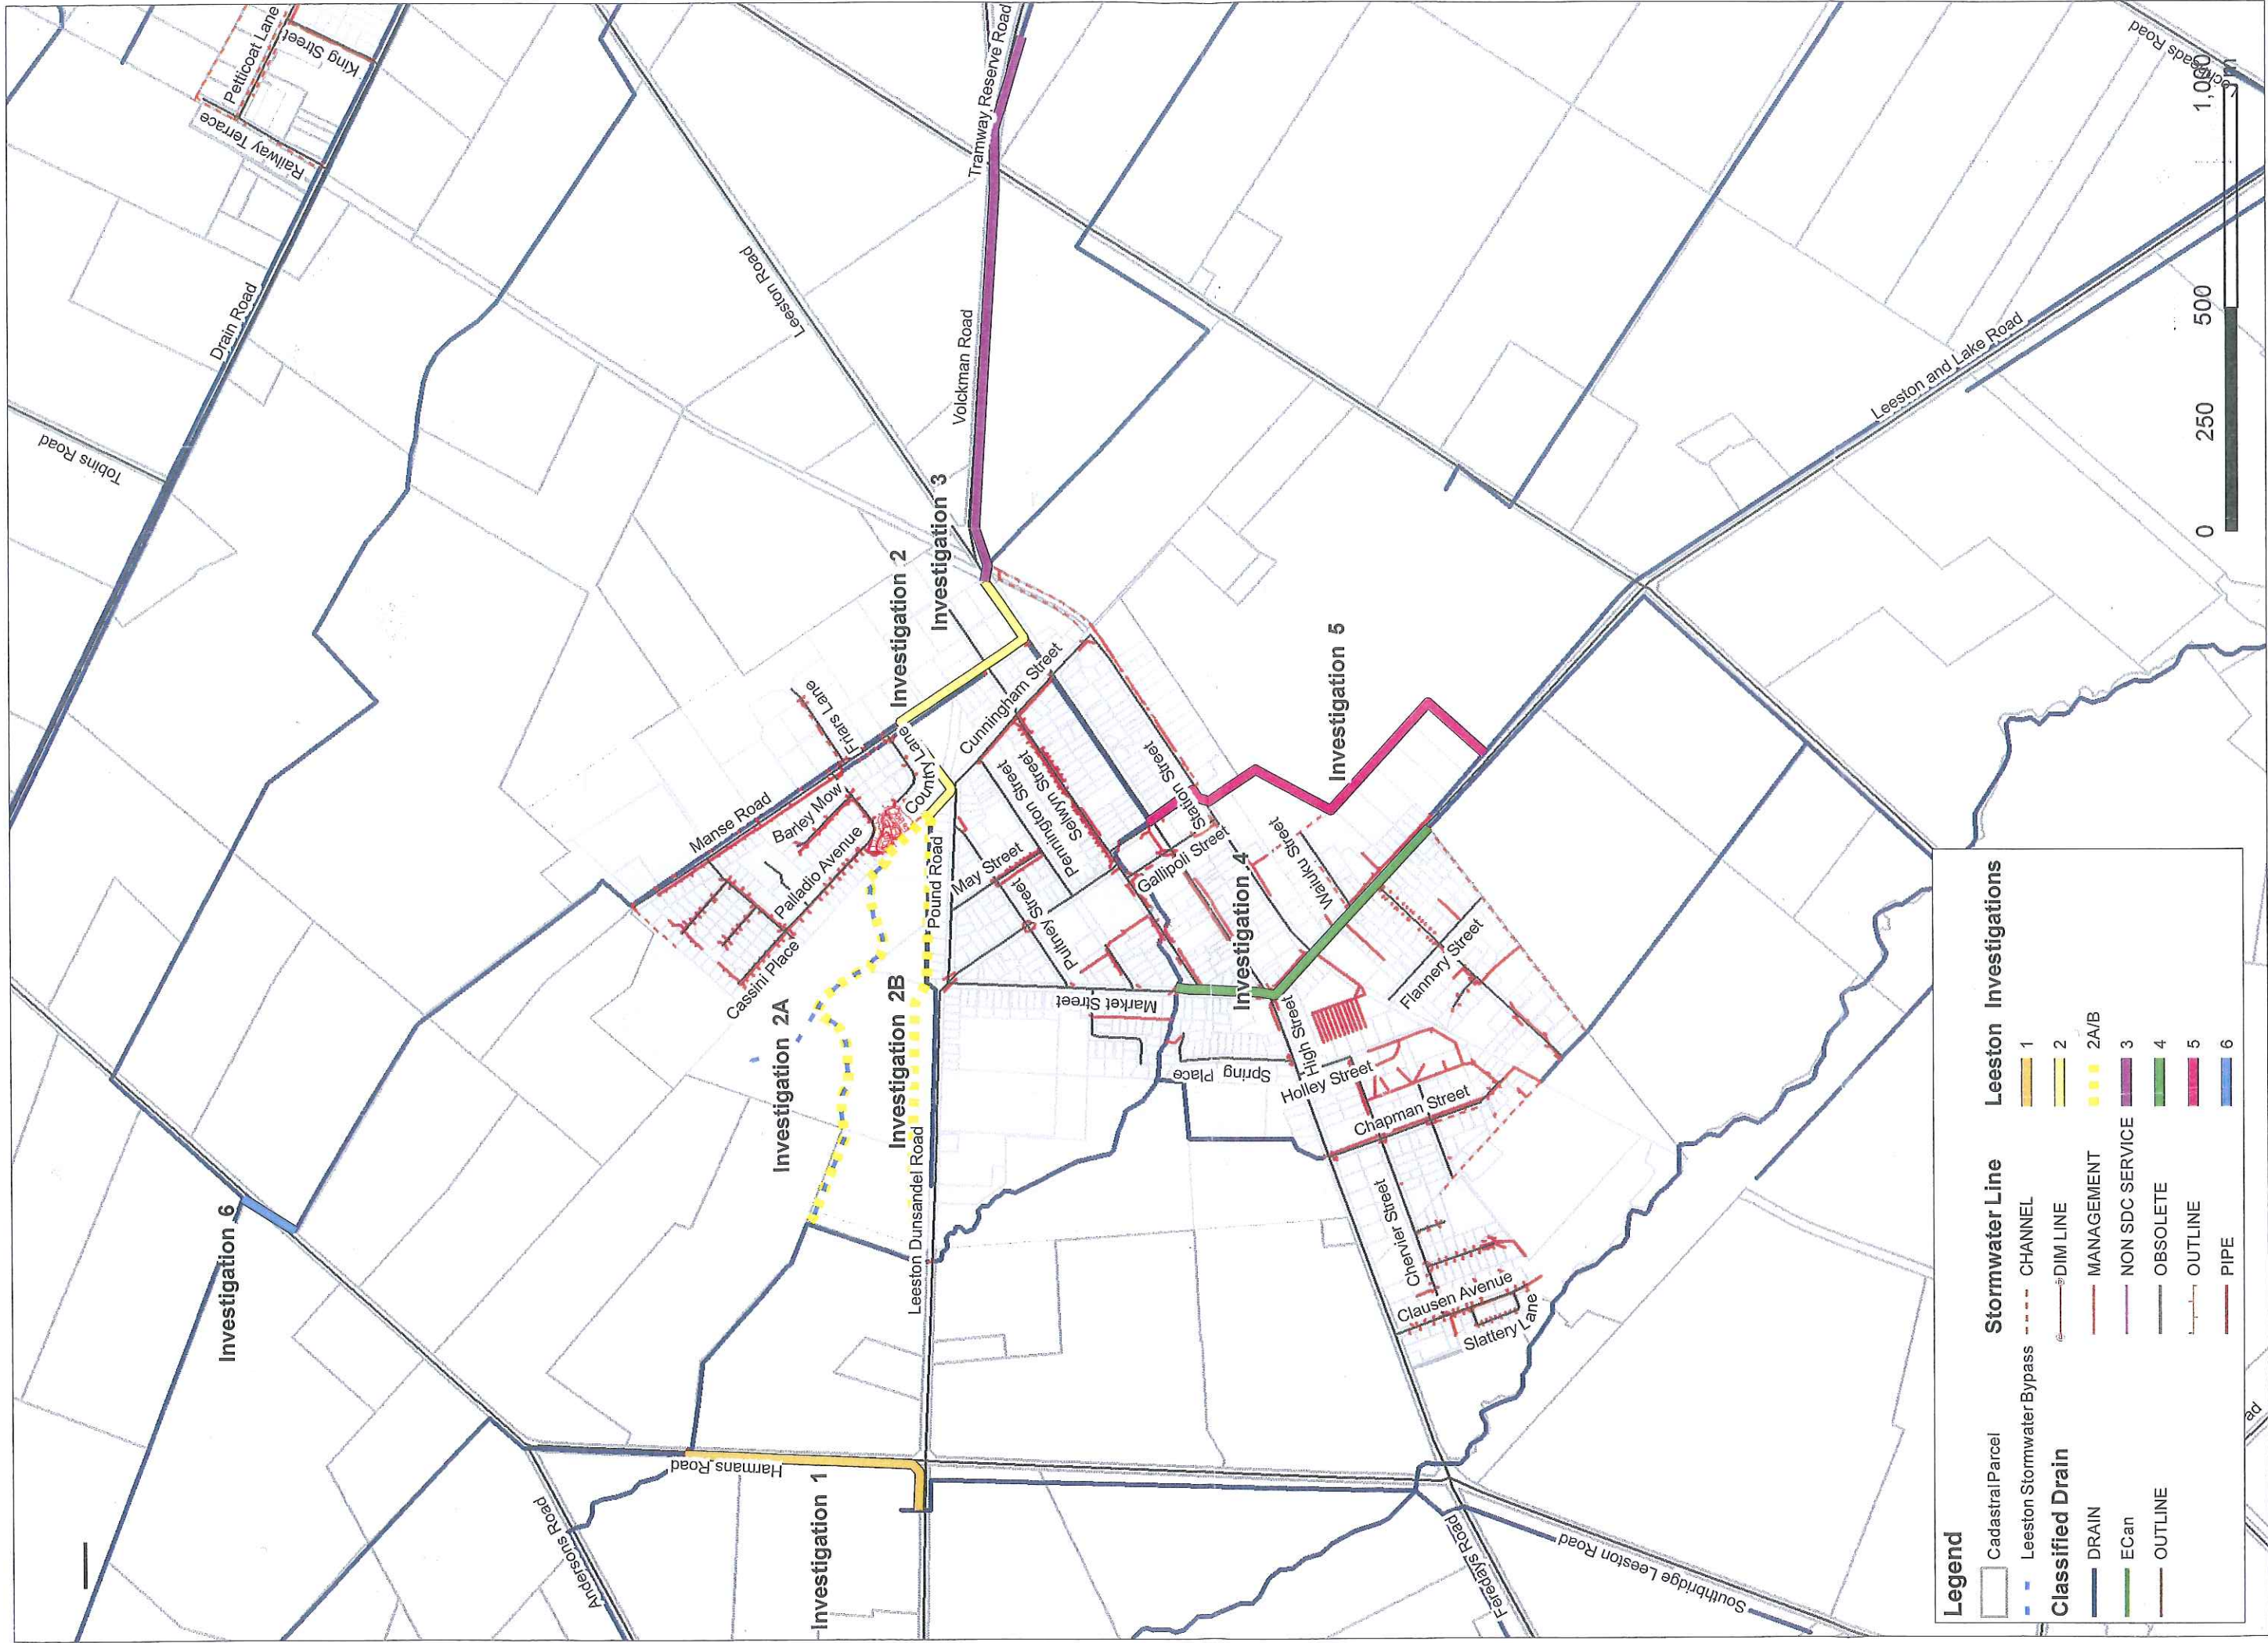 Petticoat Lane
King Street
Railway Terrace
Drain Road
Tobins Road
Leeston Road
Tramway Reserve Road
Volckman Road
Leeston and Lake Road
Investigation 3
Investigation 2
Investigation 5
Investigation 4
Investigation 2A
Investigation 2B
Investigation 6
Investigation 1
Friars Lane
Manse Road
Barley Mow
County Lane
Palladio Avenue
Cassini Place
Cunningham Street
Pound Road
May Street
Pennington Street
Selwyn Street
Pultney Street
Station Street
Gallipoli Street
Waiuku Street
Market Street
Spring Place
High Street
Holley Street
Flannery Street
Chapman Street
Chervier Street
Clausen Avenue
Slattery Lane
Leeston Dunsandel Road
Harmans Road
Andersons Road
Feredays Road
Southbridge Leeston Road
0 250 500 1,000
m
Legend
Cadastral Parcel
Leeston Stormwater Bypass
Classified Drain
DRAIN
ECan
OUTLINE
Stormwater Line
CHANNEL
DIM LINE
MANAGEMENT
NON SDC SERVICE
OBSOLETE
OUTLINE
PIPE
Leeston Investigations
1
2
2A/B
3
4
5
6
ad